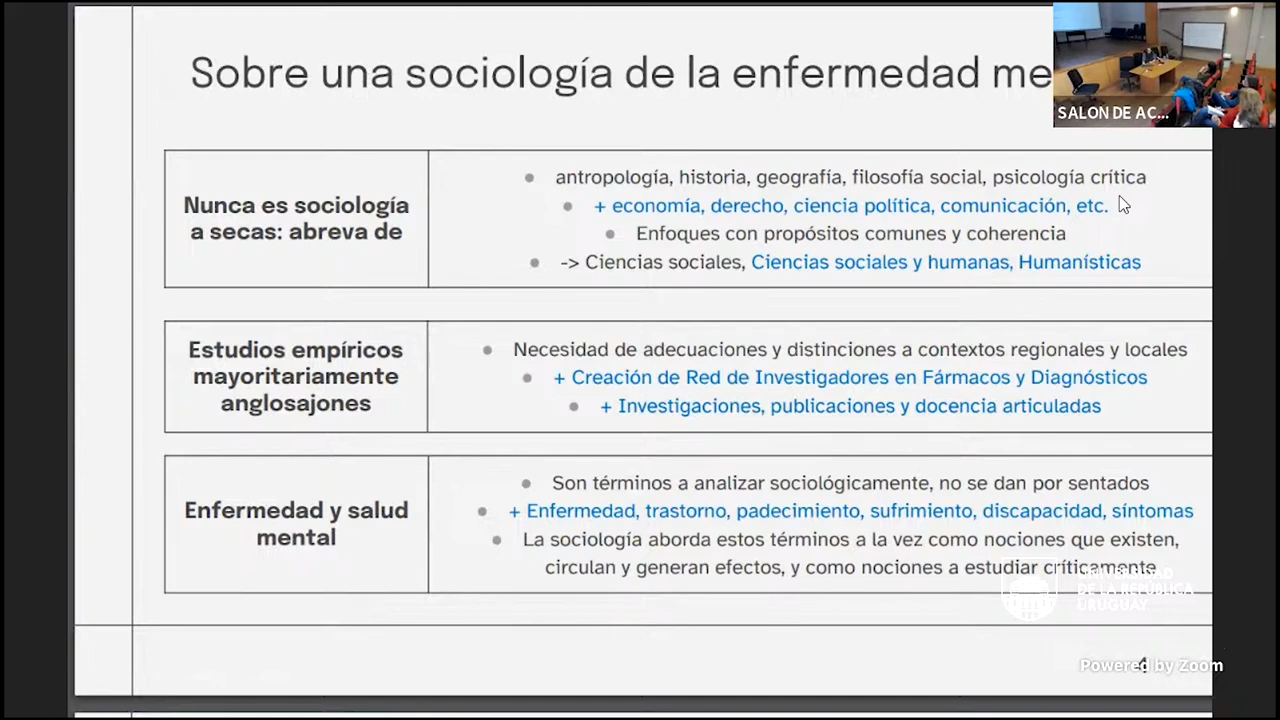 Sobre una sociología de la enfermedad me
SALON DE AC...
Nunca es sociología
a secas: abreva de
antropología, historia, geografía, filosofía social, psicología crítica
+ economía, derecho, ciencia política, comunicación, etc.
Enfoques con propósitos comunes y coherencia
-> Ciencias sociales, Ciencias sociales y humanas, Humanísticas
Estudios empíricos
mayoritariamente
anglosajones
Necesidad de adecuaciones y distinciones a contextos regionales y locales
+ Creación de Red de Investigadores en Fármacos y Diagnósticos
+ Investigaciones, publicaciones y docencia articuladas
Enfermedad y salud
mental
Son términos a analizar sociológicamente, no se dan por sentados
+ Enfermedad, trastorno, padecimiento, sufrimiento, discapacidad, síntomas
La sociología aborda estos términos a la vez como nociones que existen,
circulan y generan efectos, y como nociones a estudiar críticamente
UNIVERSIDAD
DE LA REPÚBLICA
URUGUAY
4
Powered by Zoom